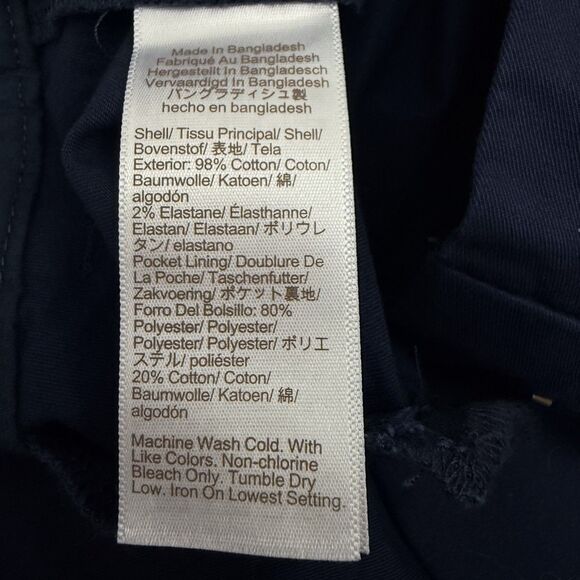 Made In Bangladesh
Fabriqué Au Bangladesh
Hergestellt In Bangladesch
Vervaardigd In Bangladesh
バングラディシュ製
hecho en bangladesh
Shell/ Tissu Principal/ Shell/
Bovenstof/ 表地/ Tela
Exterior: 98% Cotton/ Coton/
Baumwolle/ Katoen/ 綿/
algodón
2% Elastane/ Élasthanne/
Elastan/ Elastaan/ ポリウレ
タン/ elastano
Pocket Lining/ Doublure De
La Poche/ Taschenfutter/
Zakvoering/ ポケット裏地/
Forro Del Bolsillo: 80%
Polyester/ Polyester/
Polyester/ Polyester/ ポリエ
ステル/ poliéster
20% Cotton/ Coton/
Baumwolle/ Katoen/ 綿/
algodón
Machine Wash Cold. With
Like Colors. Non-chlorine
Bleach Only. Tumble Dry
Low. Iron On Lowest Setting.